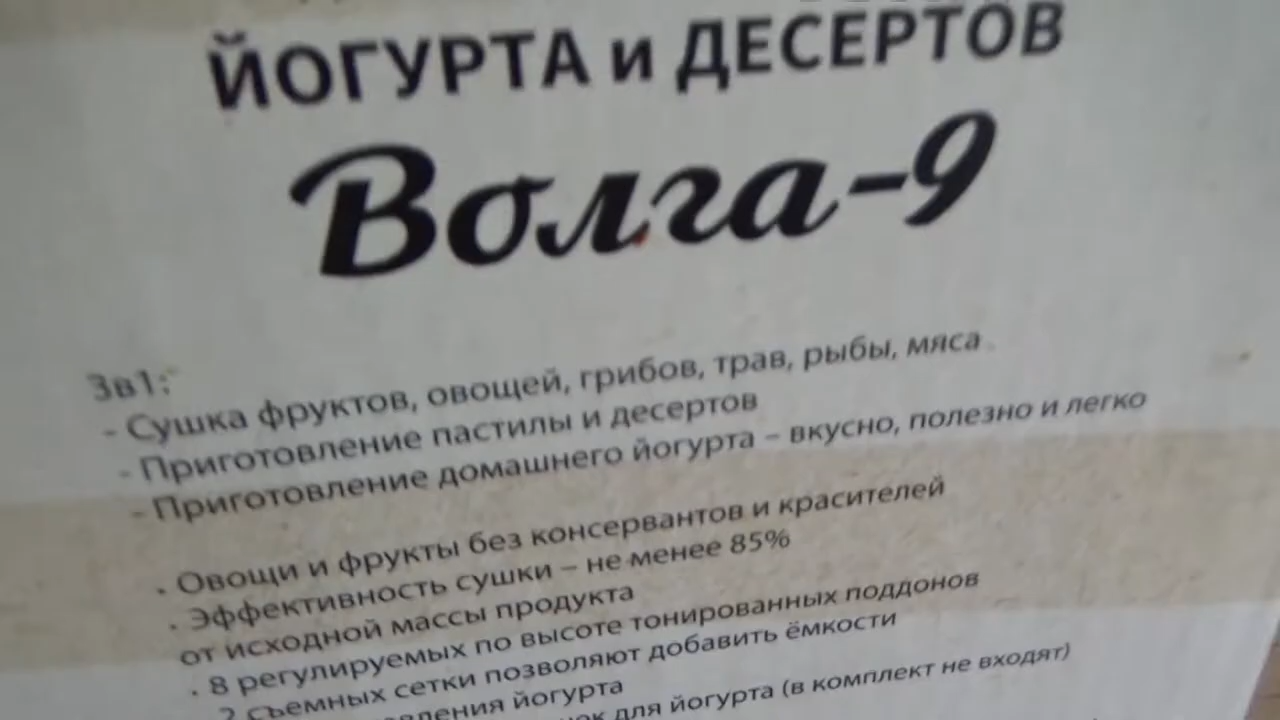 ЙОГУРТА и ДЕСЕРТОВ
Волга-9
3в1:
- Сушка фруктов, овощей, грибов, трав, рыбы, мяса
- Приготовление пастилы и десертов
- Приготовление домашнего йогурта – вкусно, полезно и легко
· Овощи и фрукты без консервантов и красителей
· Эффективность сушки – не менее 85%
от исходной массы продукта
· 8 регулируемых по высоте тонированных поддонов
2 съемных сетки позволяют добавить ёмкости
йогурта
для йогурта (в комплект не входят)